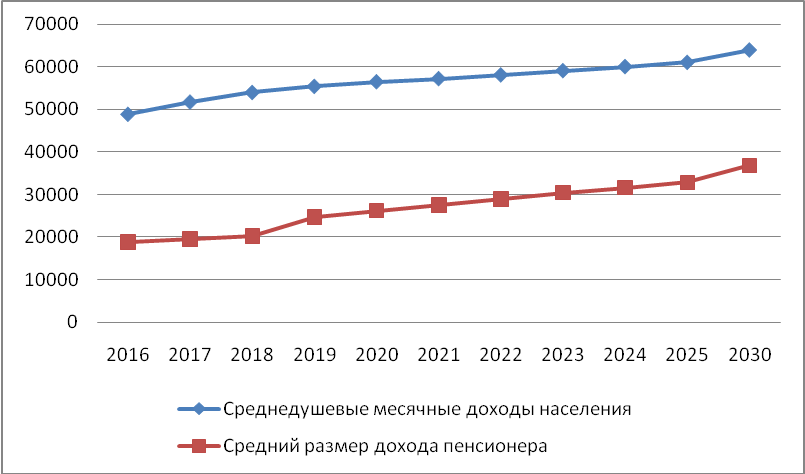 70000
60000
50000
40000
30000
20000
10000
0
2016 2017 2018 2019 2020 2021 2022 2023 2024 2025 2030
Среднедушевые месячные доходы населения
Средний размер дохода пенсионера